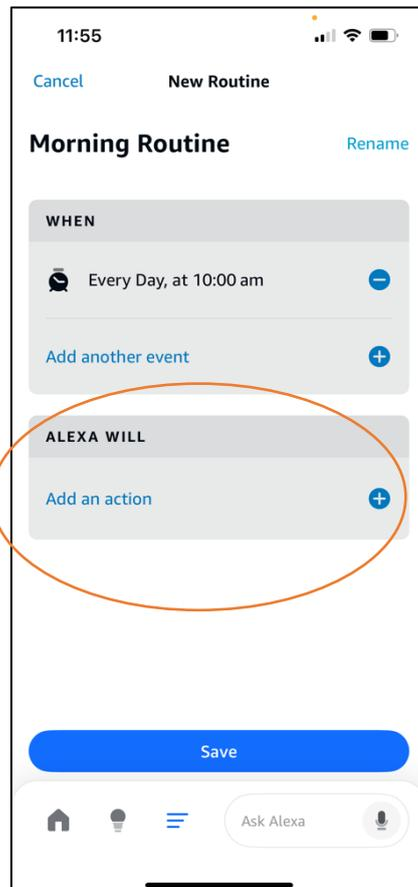 11:55
Cancel New Routine
Morning Routine Rename
WHEN
Every Day, at 10:00 am
Add another event
ALEXA WILL
Add an action
Save
Ask Alexa